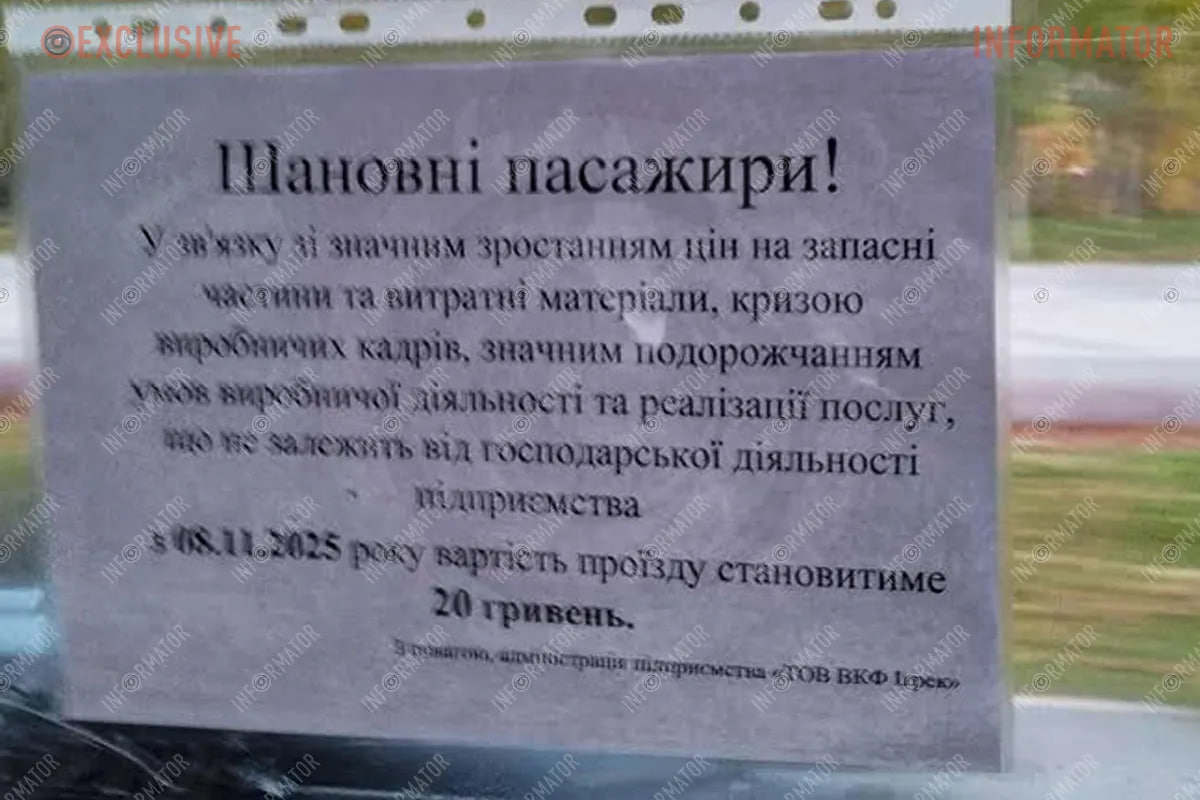 EXCLUSIVE INFORMATOR
Шановні пасажири!
У зв'язку зі значним зростанням цін на запасні
частини та витратні матеріали, кризою
виробничих кадрів, значним подорожчанням
умов виробничої діяльності та реалізації послуг,
що не залежить від господарської діяльності
підприємства
з 08.11.2025 року вартість проїзду становитиме
20 гривень.
З повагою, адміністрація підприємства «ТОВ ВКФ